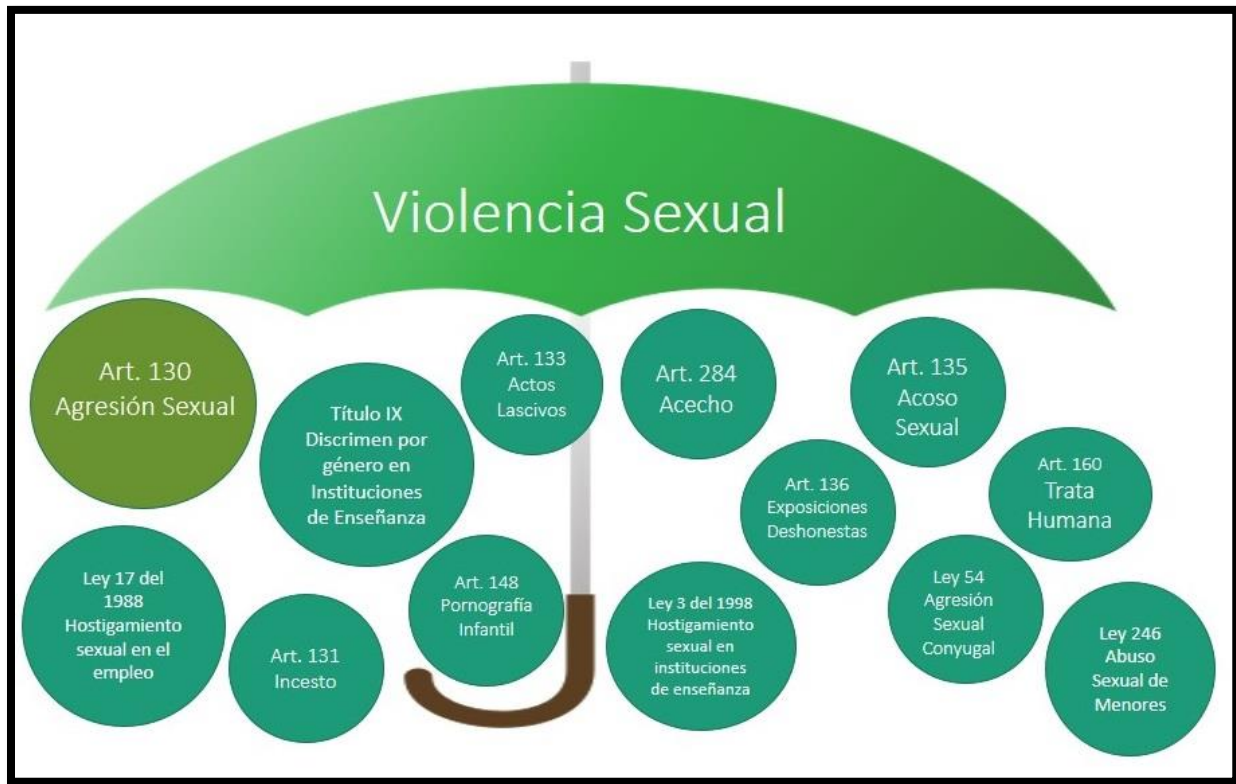 Violencia Sexual
Art. 130
Agresión Sexual
Título IX
Discrimen por
género en
Instituciones
de Enseñanza
Art. 133
Actos
Lascivos
Art. 284
Acecho
Art. 135
Acoso
Sexual
Art. 136
Exposiciones
Deshonestas
Art. 160
Trata
Humana
Ley 17 del
1988
Hostigamiento
sexual en el
empleo
Art. 131
Incesto
Art. 148
Pornografía
Infantil
Ley 3 del 1998
Hostigamiento
sexual en
instituciones
de enseñanza
Ley 54
Agresión
Sexual
Conyugal
Ley 246
Abuso
Sexual de
Menores